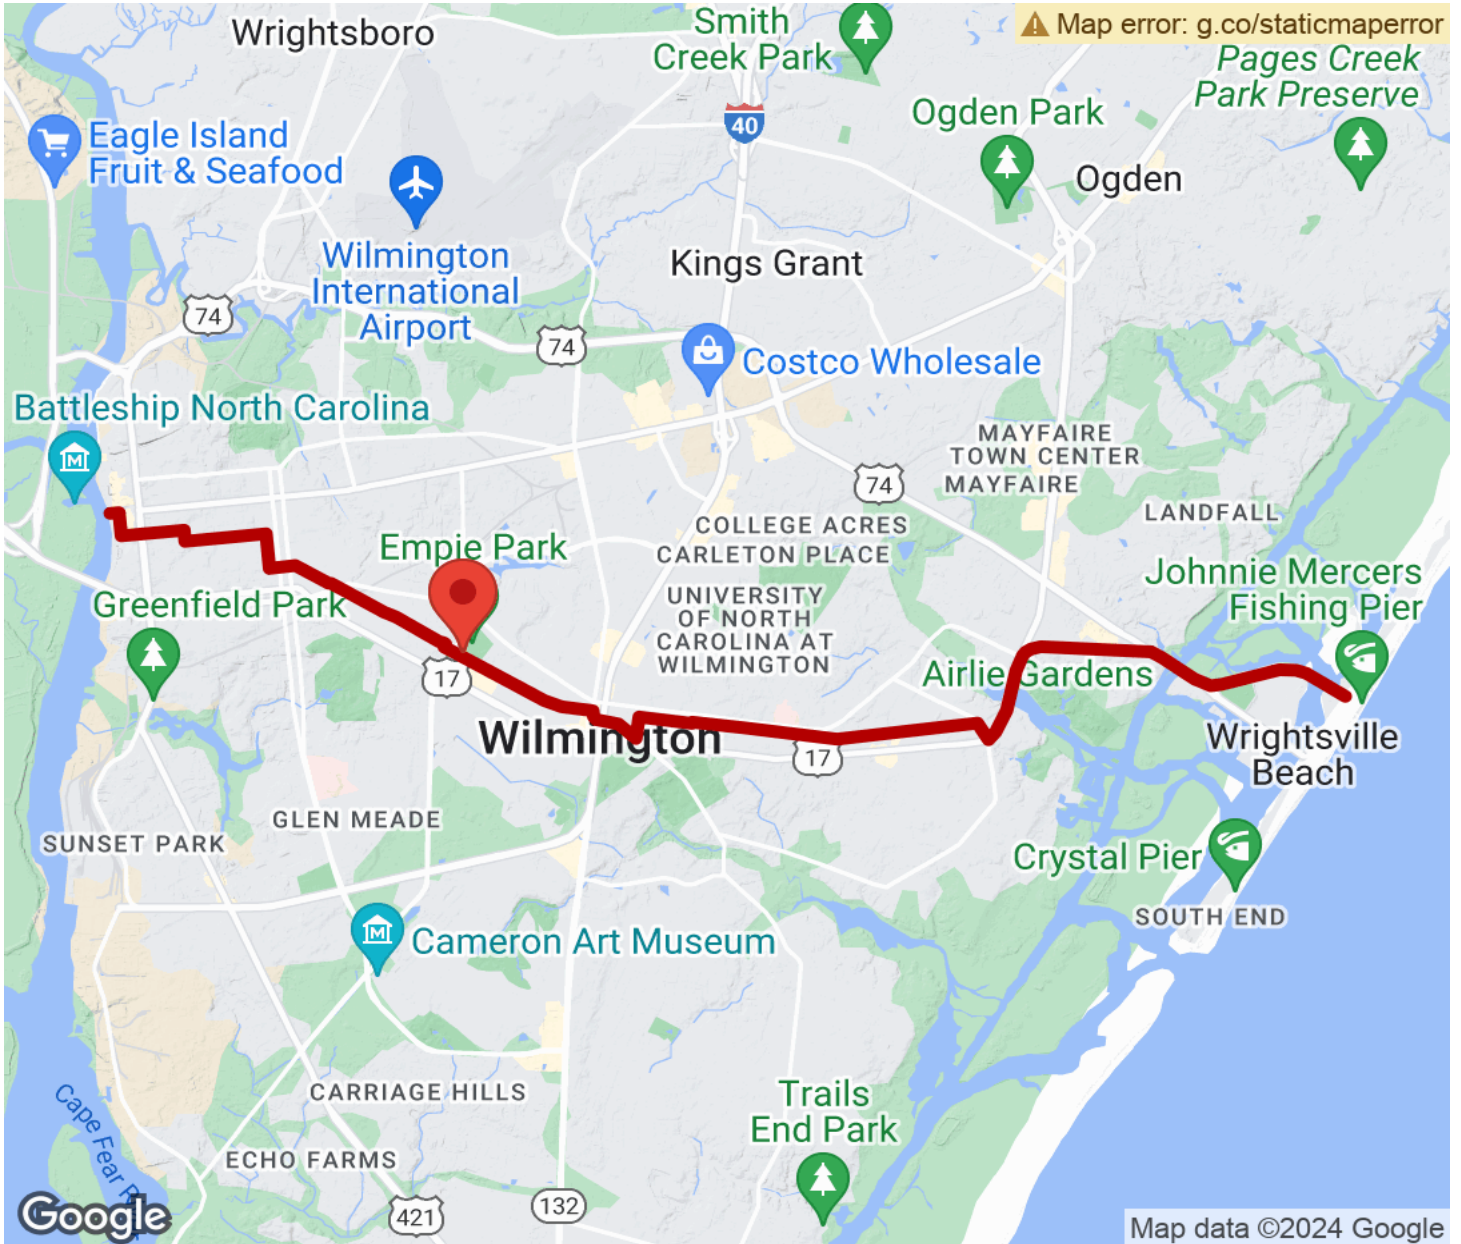 Wrightsboro
Smith
Creek Park
Map error: g.co/staticmaperror
Pages Creek
Park Preserve
40
Ogden Park
Eagle Island
Fruit & Seafood
Ogden
Wilmington
International
Airport
Kings Grant
74
74
Costco Wholesale
Battleship North Carolina
M
MAYFAIRE
TOWN CENTER
MAYFAIRE
74
LANDFALL
COLLEGE ACRES
CARLETON PLACE
Empie Park
Johnnie Mercers
Fishing Pier
Greenfield Park
UNIVERSITY
OF NORTH
CAROLINA AT
WILMINGTON
17
Airlie Gardens
Wilmington
17
Wrightsville
Beach
GLEN MEADE
SUNSET PARK
Crystal Pier
SOUTH END
M
Cameron Art Museum
CARRIAGE HILLS
Trails
End Park
Cape Fear R
ECHO FARMS
421
132
Google
Map data ©2024 Google